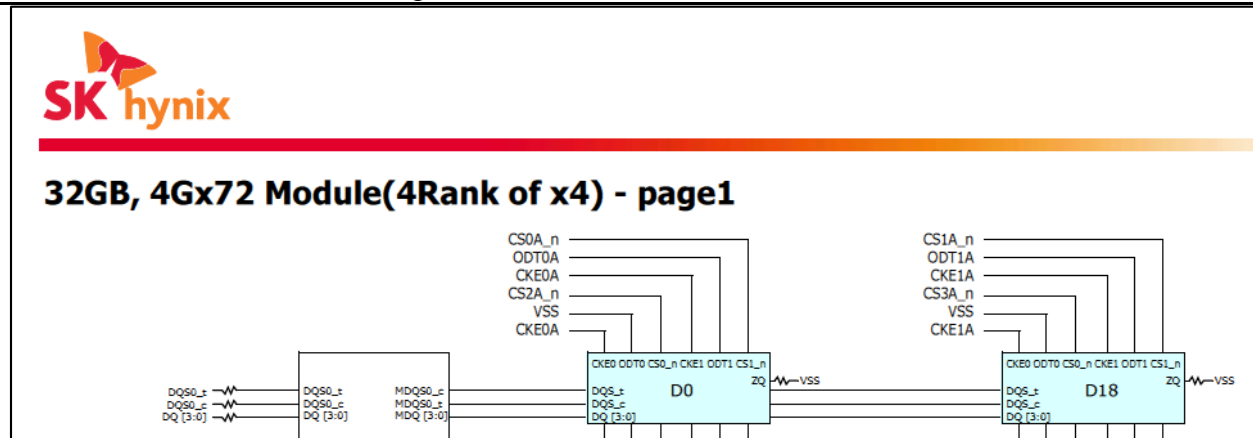 SK hynix
32GB, 4Gx72 Module(4Rank of x4) - page1
CS0A_n
ODT0A
CKE0A
CS2A_n
VSS
CKE0A
CS1A_n
ODT1A
CKE1A
CS3A_n
VSS
CKE1A
CKE0 ODT0 CS0_n CKE1 ODT1 CS1_n
ZQ
VSS
D0
DQS_t
DQS_c
DQ [3:0]
CKE0 ODT0 CS0_n CKE1 ODT1 CS1_n
ZQ
VSS
D18
DQS_t
DQS_c
DQ [3:0]
DQS0_t
DQS0_c
DQ [3:0]
DQS0_t
DQS0_c
DQ [3:0]
MDQS0_c
MDQS0_t
MDQ [3:0]